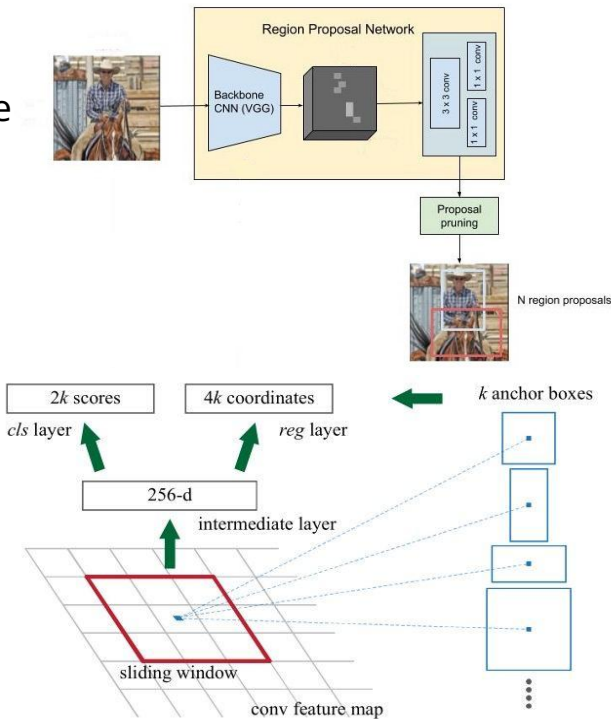 Region Proposal Network
e
Backbone
CNN (VGG)
3 x 3 conv
1 x 1 conv
1 x 1 conv
Proposal
pruning
N region proposals
2k scores
4k coordinates
k anchor boxes
cls layer
reg layer
256-d
intermediate layer
sliding window
conv feature map